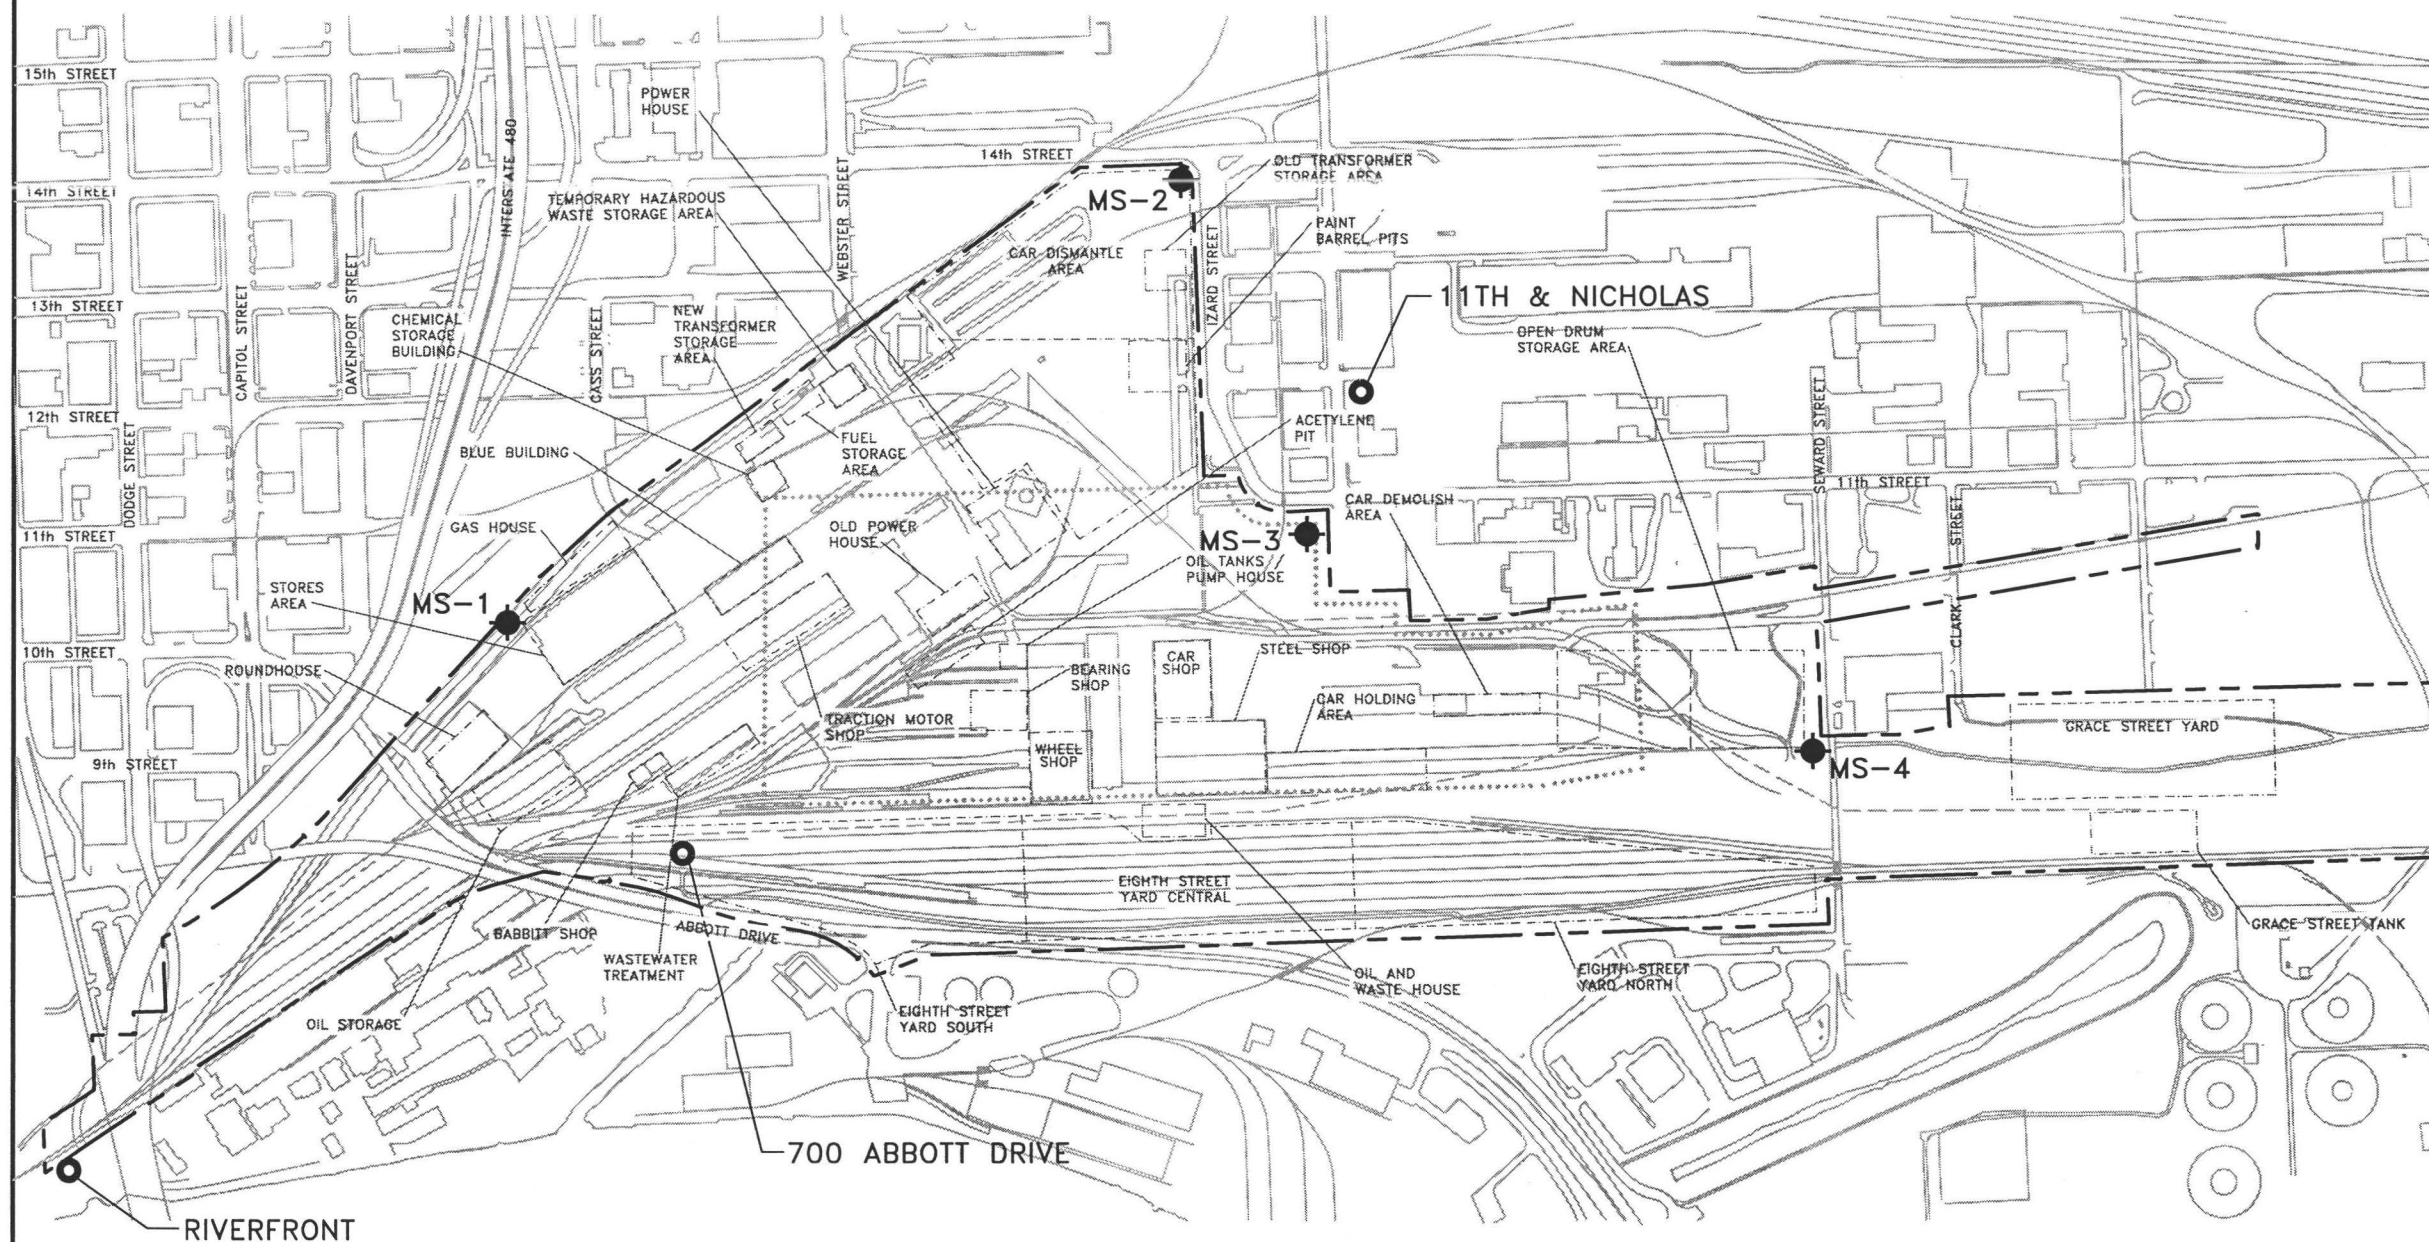 15th STREET
POWER
HOUSE
INTERSTATE 480
14th STREET
14th STREET
OLD TRANSFORMER
STORAGE AREA
TEMPORARY HAZARDOUS
WASTE STORAGE AREA
WEBSTER STREET
MS-2
PAINT
BARREL PITS
IZARD STREET
CAR DISMANTLE
AREA
13th STREET
CAPITOL STREET
DAVENPORT STREET
CHEMICAL
STORAGE
BUILDING
CASS STREET
NEW
TRANSFORMER
STORAGE
AREA
11TH & NICHOLAS
OPEN DRUM
STORAGE AREA
12th STREET
DODGE STREET
BLUE BUILDING
FUEL
STORAGE
AREA
ACETYLENE
PIT
SEWARD STREET
11th STREET
CAR DEMOLISH
AREA
GAS HOUSE
OLD POWER
HOUSE
11th STREET
MS-3
OIL TANKS
PUMP HOUSE
CLARK STREET
STORES
AREA
MS-1
10th STREET
ROUNDHOUSE
BEARING
SHOP
CAR
SHOP
STEEL SHOP
CAR HOLDING
AREA
TRACTION MOTOR
SHOP
GRACE STREET YARD
9th STREET
WHEEL
SHOP
MS-4
EIGHTH STREET
YARD CENTRAL
BABBITT SHOP
ABBOTT DRIVE
GRACE STREET TANK
WASTEWATER
TREATMENT
OIL AND
WASTE HOUSE
EIGHTH STREET
YARD NORTH
OIL STORAGE
EIGHTH STREET
YARD SOUTH
700 ABBOTT DRIVE
RIVERFRONT